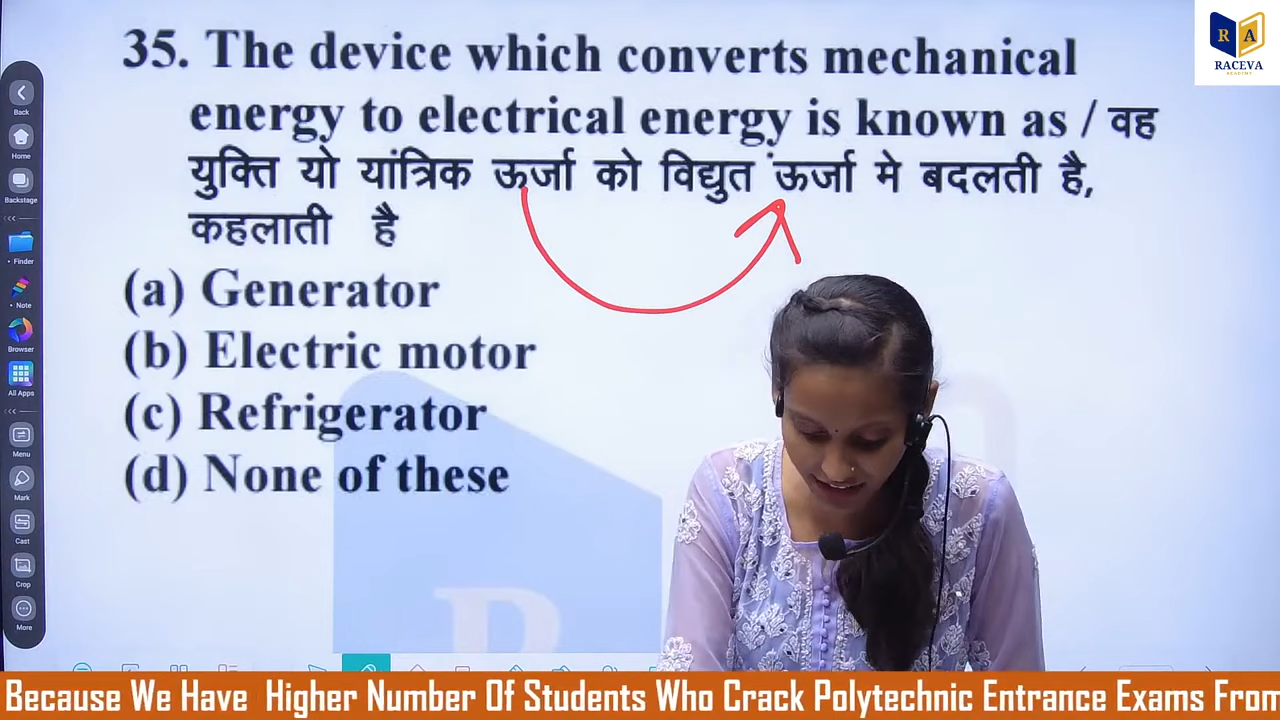 35. The device which converts mechanical
energy to electrical energy is known as / वह
युक्ति यो यांत्रिक ऊर्जा को विद्युत ऊर्जा मे बदलती है,
कहलाती है
(a) Generator
(b) Electric motor
(c) Refrigerator
(d) None of these
R A
RACEVA
ACADEMY
Back
Home
Backstage
Finder
Note
Browser
All Apps
Menu
Mark
Cast
Crop
More
R
Because We Have Higher Number Of Students Who Crack Polytechnic Entrance Exams From